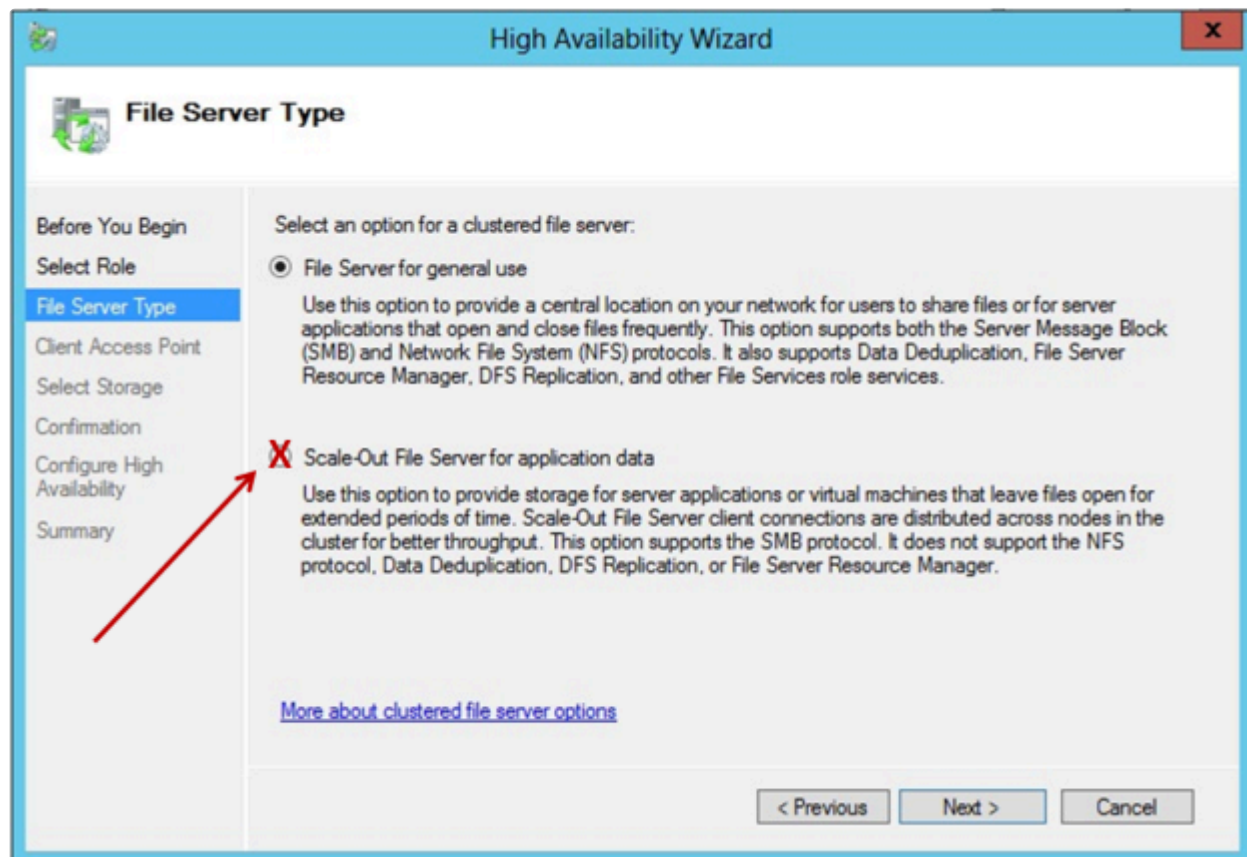 High Availability Wizard
x
File Server Type
Before You Begin
Select Role
File Server Type
Client Access Point
Select Storage
Confirmation
Configure High
Availability
Summary
Select an option for a clustered file server:
File Server for general use
Use this option to provide a central location on your network for users to share files or for server
applications that open and close files frequently. This option supports both the Server Message Block
(SMB) and Network File System (NFS) protocols. It also supports Data Deduplication, File Server
Resource Manager, DFS Replication, and other File Services role services.
X Scale-Out File Server for application data
Use this option to provide storage for server applications or virtual machines that leave files open for
extended periods of time. Scale-Out File Server client connections are distributed across nodes in the
cluster for better throughput. This option supports the SMB protocol. It does not support the NFS
protocol, Data Deduplication, DFS Replication, or File Server Resource Manager.
More about clustered file server options
< Previous Next > Cancel